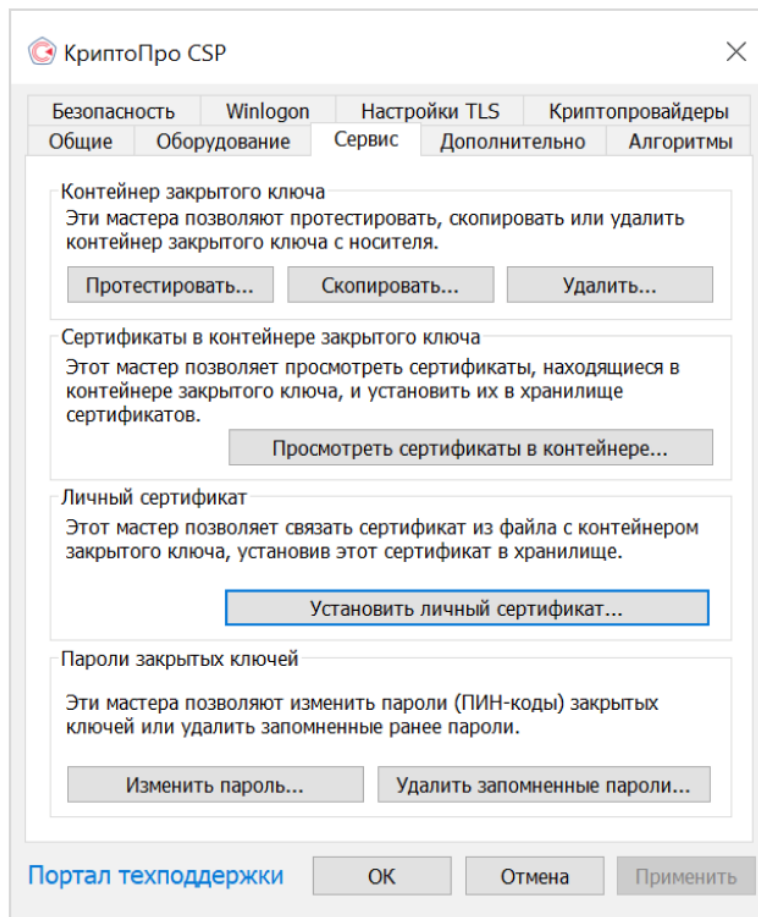 КриптоПро CSP
Безопасность Winlogon Настройки TLS Криптопровайдеры
Общие Оборудование Сервис Дополнительно Алгоритмы
Контейнер закрытого ключа
Эти мастера позволяют протестировать, скопировать или удалить
контейнер закрытого ключа с носителя.
Протестировать... Скопировать... Удалить...
Сертификаты в контейнере закрытого ключа
Этот мастер позволяет просмотреть сертификаты, находящиеся в
контейнере закрытого ключа, и установить их в хранилище
сертификатов.
Просмотреть сертификаты в контейнере...
Личный сертификат
Этот мастер позволяет связать сертификат из файла с контейнером
закрытого ключа, установив этот сертификат в хранилище.
Установить личный сертификат...
Пароли закрытых ключей
Эти мастера позволяют изменить пароли (ПИН-коды) закрытых
ключей или удалить запомненные ранее пароли.
Изменить пароль... Удалить запомненные пароли...
Портал техподдержки ОК Отмена Применить